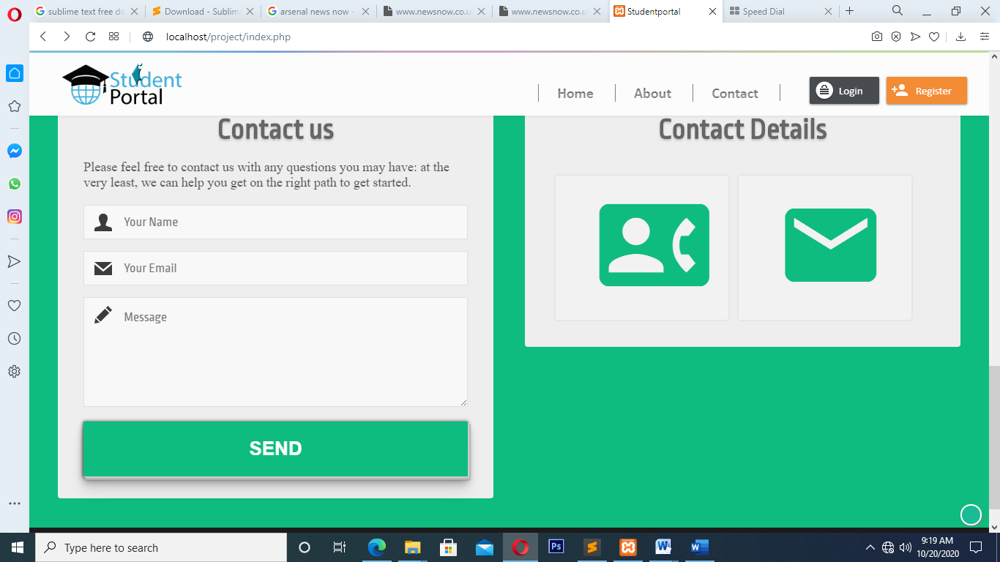 sublime text free do
Download - Sublim
arsenal news now -
www.newsnow.co.u
www.newsnow.co.u
Studentportal
Speed Dial
localhost/project/index.php
Student
Portal
Home
About
Contact
Login
Register
Contact us
Contact Details
Please feel free to contact us with any questions you may have: at the
very least, we can help you get on the right path to get started.
Your Name
Your Email
Message
SEND
Type here to search
Ps
9:19 AM
10/20/2020